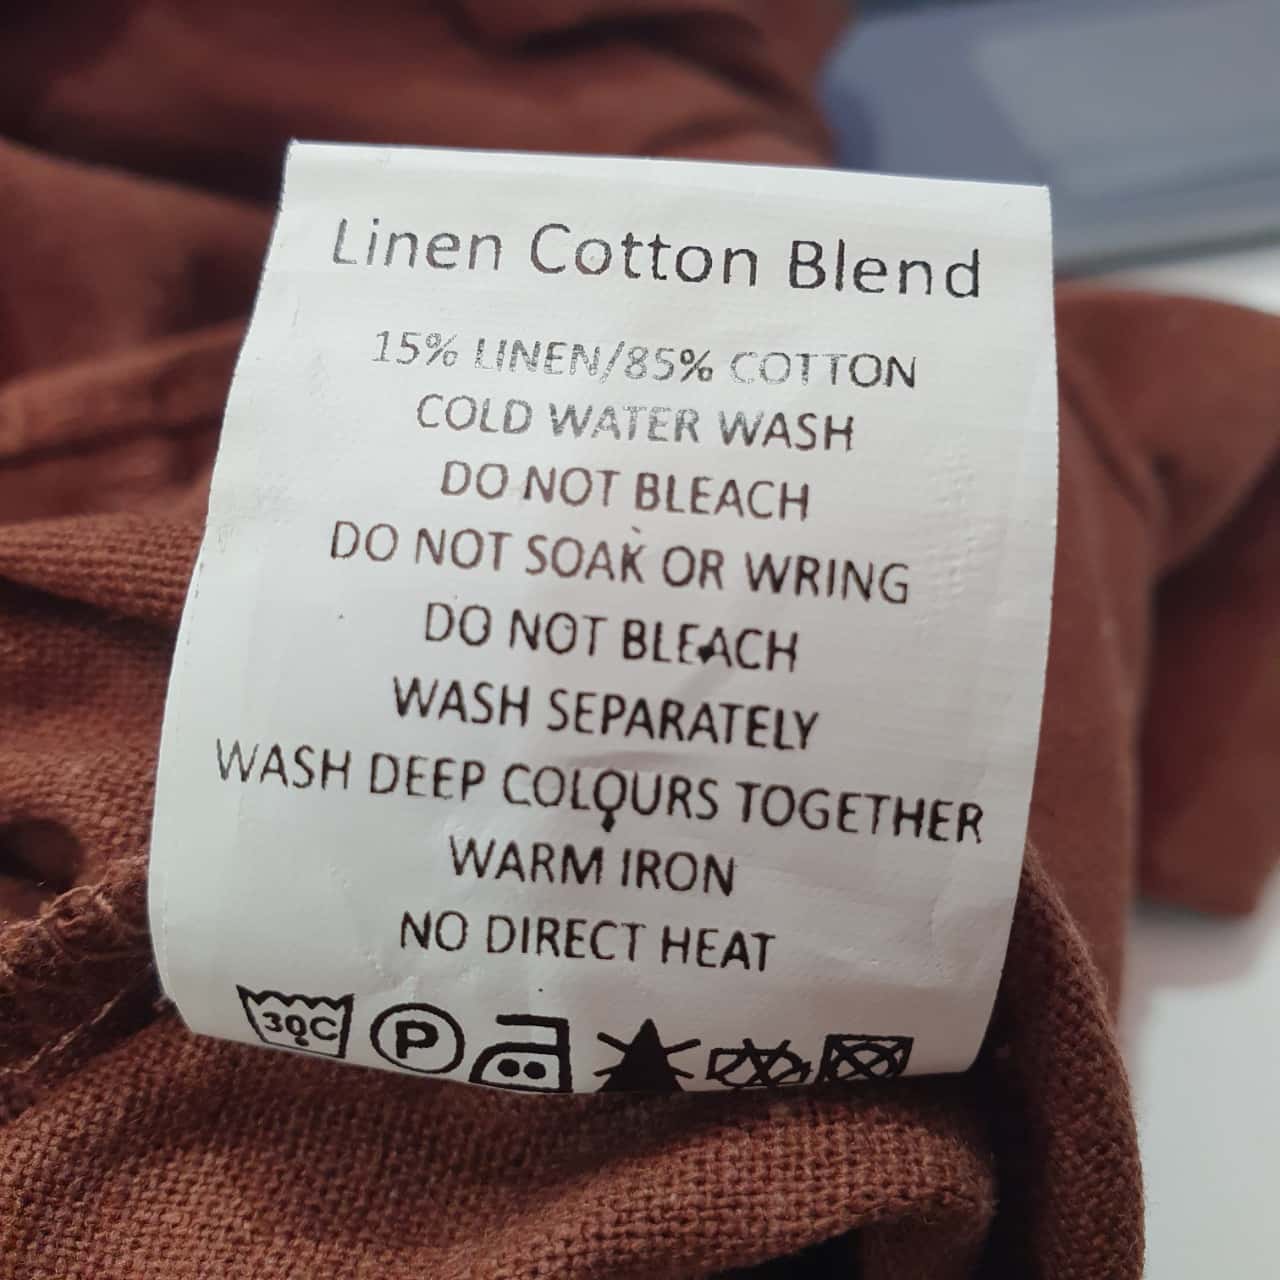 Linen Cotton Blend
15% LINEN/85% COTTON
COLD WATER WASH
DO NOT BLEACH
DO NOT SOAK OR WRING
DO NOT BLEACH
WASH SEPARATELY
WASH DEEP COLOURS TOGETHER
WARM IRON
NO DIRECT HEAT
30C P